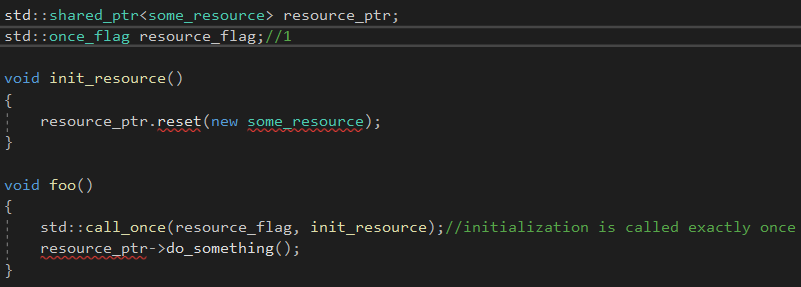 std::shared_ptr<some_resource> resource_ptr;
std::once_flag resource_flag;//1
void init_resource()
{
resource_ptr.reset(new some_resource);
}
void foo()
{
std::call_once(resource_flag, init_resource);//initialization is called exactly once
resource_ptr->do_something();
}